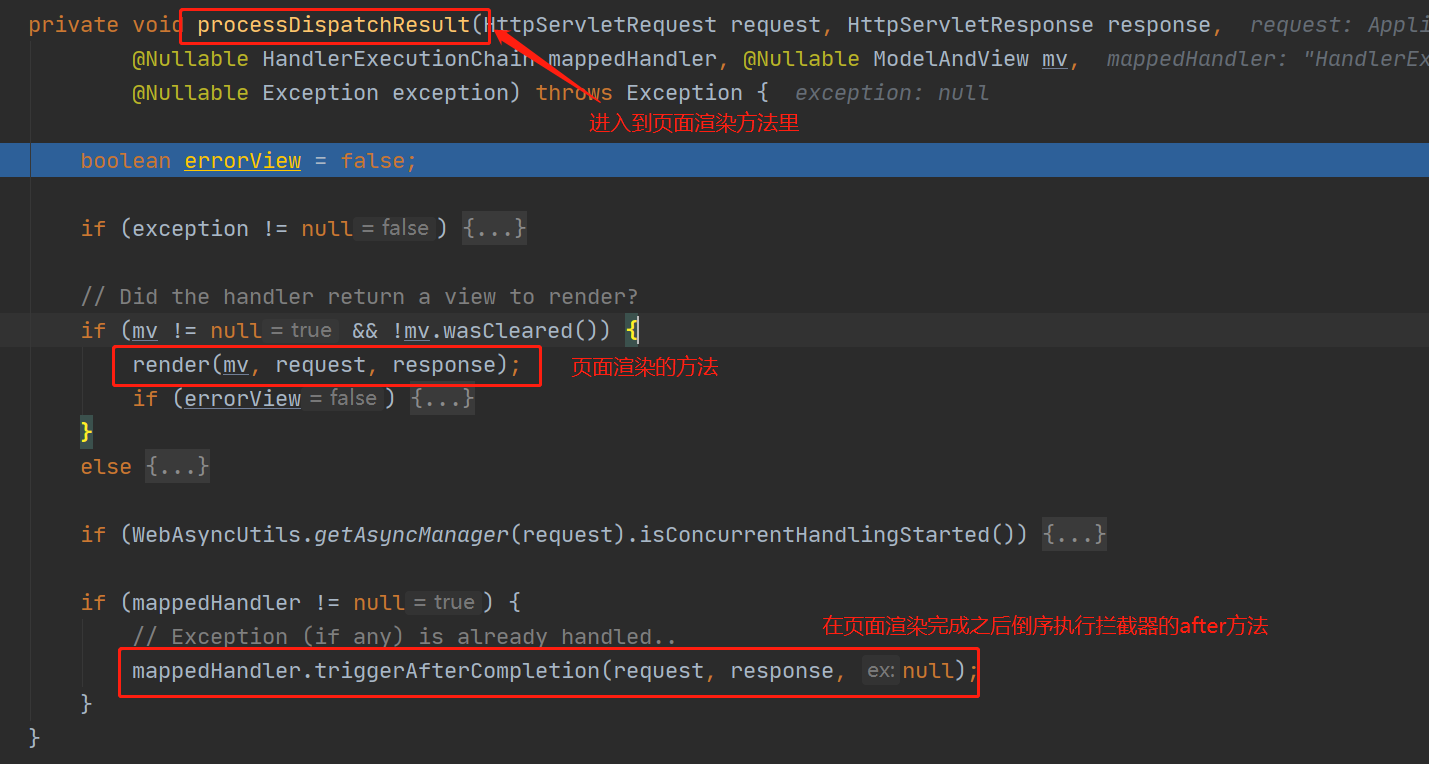 private void processDispatchResult(HttpServletRequest request, HttpServletResponse response, request: Appli
@Nullable HandlerExecutionChain mappedHandler, @Nullable ModelAndView mv, mappedHandler: "HandlerEx
@Nullable Exception exception) throws Exception { exception: null
进入到页面渲染方法里
boolean errorView = false;
if (exception != null = false ) {...}
// Did the handler return a view to render?
if (mv != null = true && !mv.wasCleared()) {
render(mv, request, response); 页面渲染的方法
if (errorView = false ) {...}
}
else {...}
if (WebAsyncUtils.getAsyncManager(request).isConcurrentHandlingStarted()) {...}
if (mappedHandler != null = true ) {
在页面渲染完成之后倒序执行拦截器的after方法
// Exception (if any) is already handled..
mappedHandler.triggerAfterCompletion(request, response, ex: null);
}
}